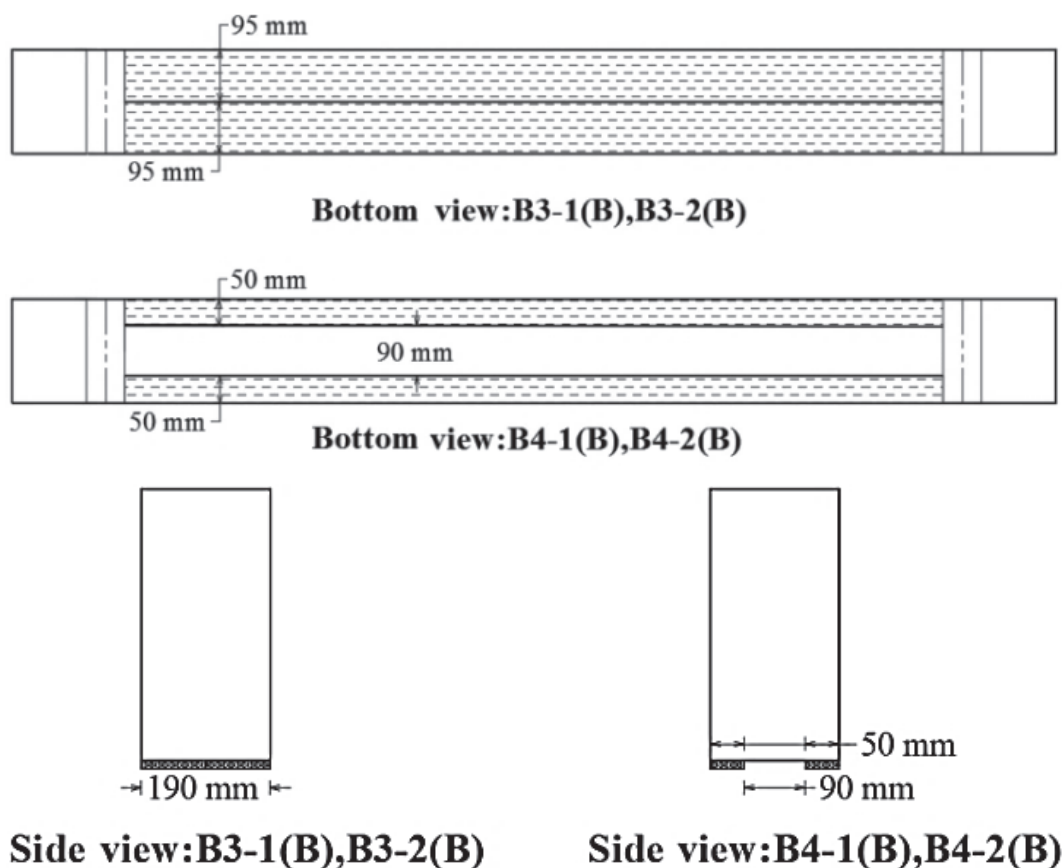 95 mm
95 mm
Bottom view:B3-1(B),B3-2(B)
50 mm
90 mm
50 mm
Bottom view:B4-1(B),B4-2(B)
50 mm
190 mm
90 mm
Side view:B3-1(B),B3-2(B)
Side view:B4-1(B),B4-2(B)